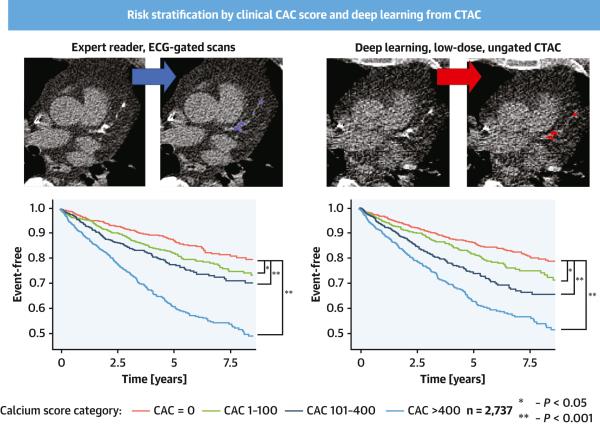 Risk stratification by clinical CAC score and deep learning from CTAC
Expert reader, ECG-gated scans
Deep learning, low-dose, ungated CTAC
Event-free
1.0
0.9
0.8
0.7
0.6
0.5
0
2.5
5
7.5
Time [years]
*
**
**
Event-free
1.0
0.9
0.8
0.7
0.6
0.5
0
2.5
5
7.5
Time [years]
*
**
**
Calcium score category: CAC = 0 CAC 1–100 CAC 101–400 CAC >400 n = 2,737
* – P < 0.05
** – P < 0.001